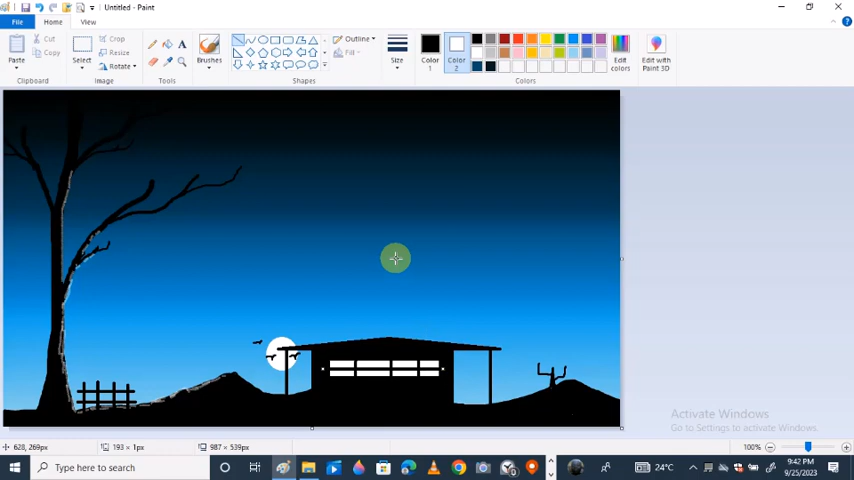 Untitled - Paint
File
Home
View
Paste
Cut
Copy
Clipboard
Select
Crop
Resize
Rotate
Image
Tools
Brushes
Outline
Fill
Shapes
Size
Color 1
Color 2
Edit colors
Colors
Edit with Paint 3D
Activate Windows
Go to Settings to activate Windows.
628, 269px
193 × 1px
987 × 539px
100%
Type here to search
24°C
9:42 PM
9/25/2023